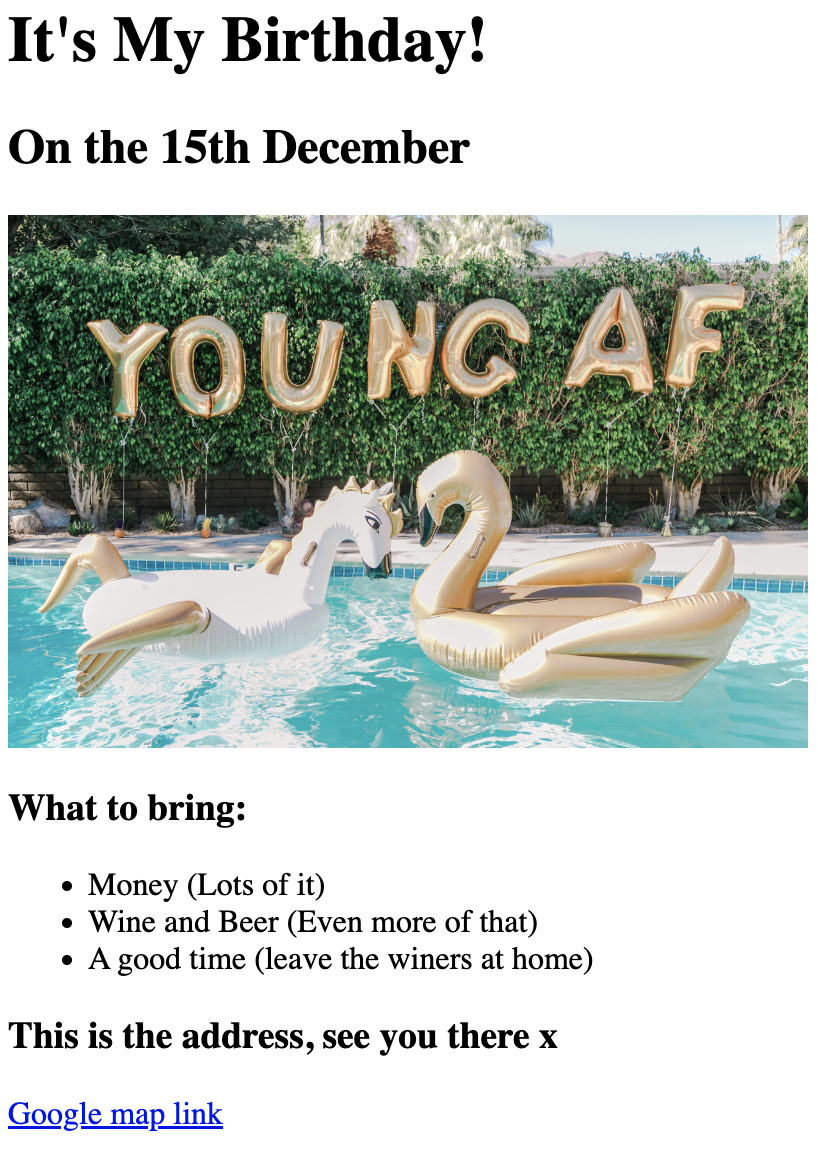 It's My Birthday!
On the 15th December
YOUNG AF
What to bring:
Money (Lots of it)
Wine and Beer (Even more of that)
A good time (leave the winers at home)
This is the address, see you there x
Google map link